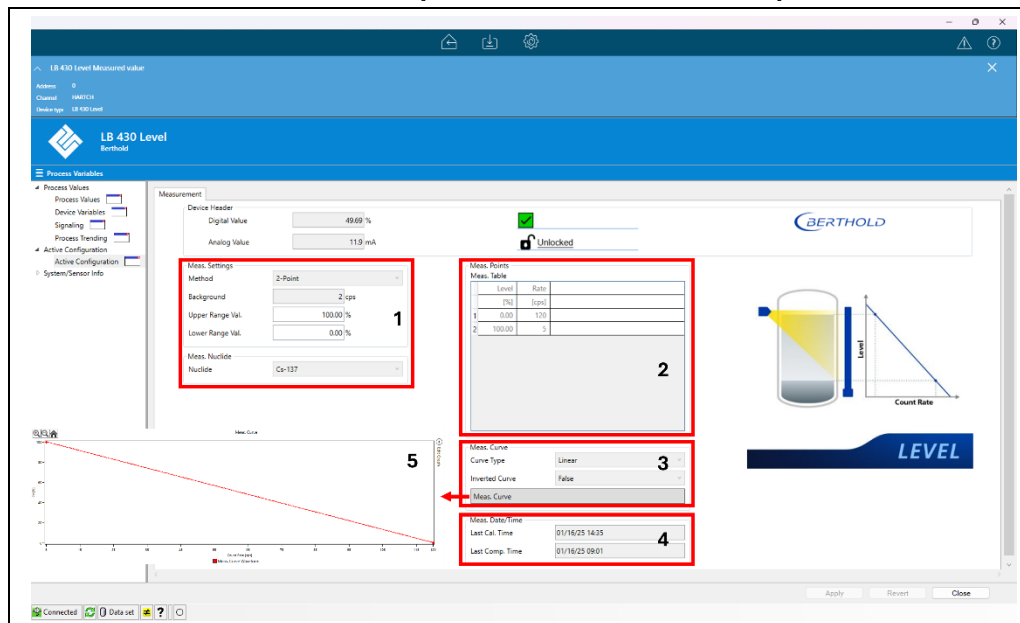 LB 430 Level Measured value
Address 0
Channel HARTCH
Device type LB 430 Level
LB 430 Level
Berthold
Process Variables
Process Values
Process Values
Device Variables
Signaling
Process Trending
Active Configuration
Active Configuration
System/Sensor Info
Measurement
Device Header
Digital Value 49.69 %
Analog Value 11.9 mA
Unlocked
BERTHOLD
Meas. Settings
Method 2-Point
Background 2 cps
Upper Range Val. 100.00 %
Lower Range Val. 0.00 %
1
Meas. Nuclide
Nuclide Cs-137
Meas. Points
Meas. Table
Level Rate
[%] [cps]
1 0.00 120
2 100.00 5
2
Level
Count Rate
LEVEL
Meas. Curve
5
Meas. Curve
Curve Type Linear
3
Inverted Curve False
Meas. Curve
Meas. Date/Time
Last Cal. Time 01/16/25 14:35
4
Last Comp. Time 01/16/25 09:01
Apply Revert Close
Connected Data set ?